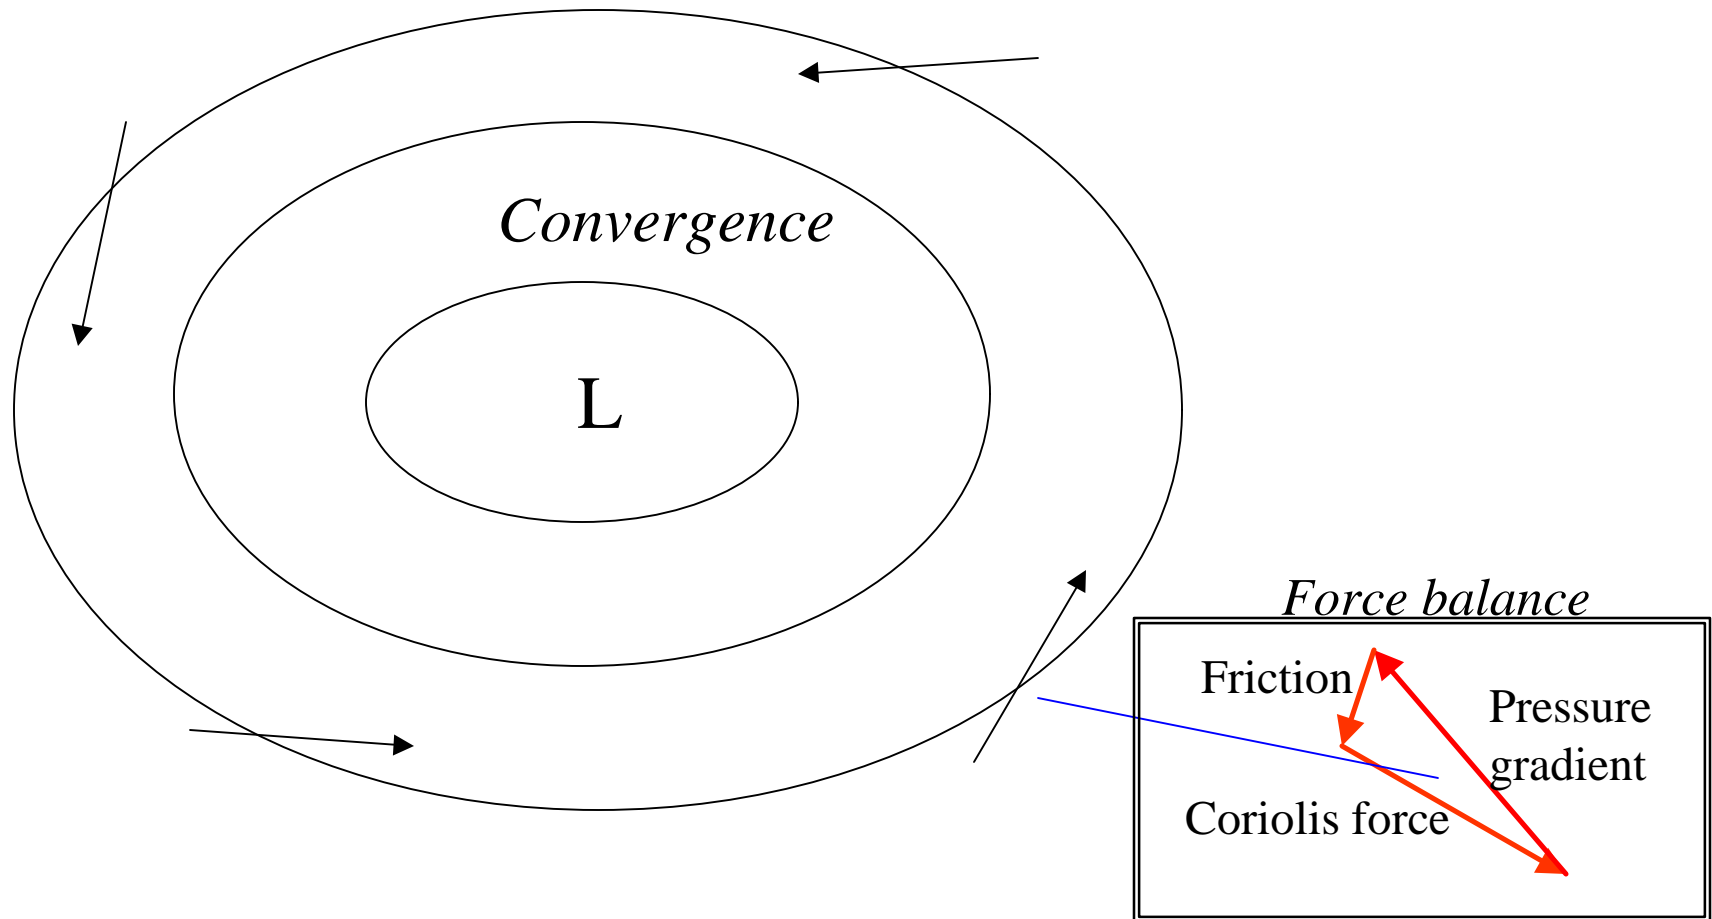 Convergence
L
Force balance
Friction
Pressure
gradient
Coriolis force